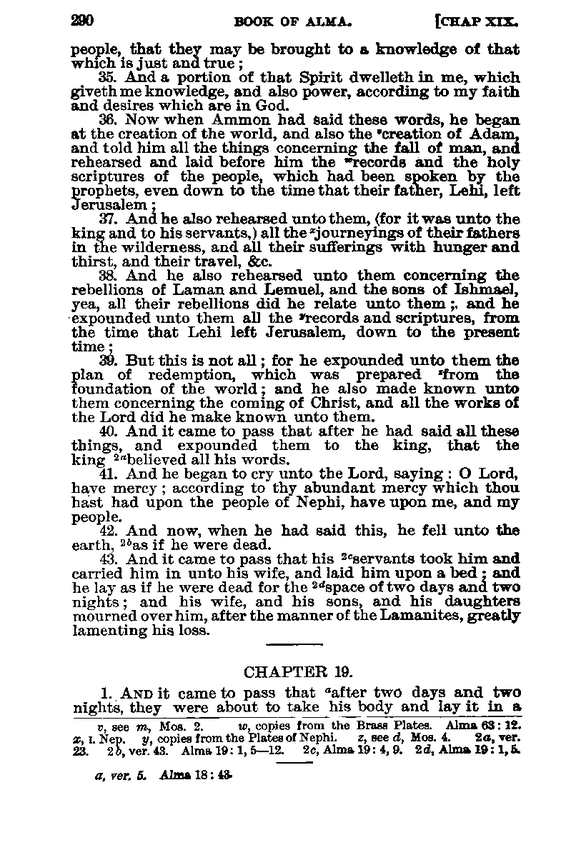 290 BOOK OF ALMA. [CHAP XIX.
people, that they may be brought to a knowledge of that
which is just and true ;
35. And a portion of that Spirit dwelleth in me, which
giveth me knowledge, and also power, according to my faith
and desires which are in God.
36. Now when Ammon had said these words, he began
at the creation of the world, and also the ᵛcreation of Adam,
and told him all the things concerning the fall of man, and
rehearsed and laid before him the ʷrecords and the holy
scriptures of the people, which had been spoken by the
prophets, even down to the time that their father, Lehi, left
Jerusalem ;
37. And he also rehearsed unto them, (for it was unto the
king and to his servants,) all the ˣjourneyings of their fathers
in the wilderness, and all their sufferings with hunger and
thirst, and their travel, &c.
38. And he also rehearsed unto them concerning the
rebellions of Laman and Lemuel, and the sons of Ishmael,
yea, all their rebellions did he relate unto them ; and he
expounded unto them all the ʸrecords and scriptures, from
the time that Lehi left Jerusalem, down to the present
time ;
39. But this is not all ; for he expounded unto them the
plan of redemption, which was prepared ᶻfrom the
foundation of the world ; and he also made known unto
them concerning the coming of Christ, and all the works of
the Lord did he make known unto them.
40. And it came to pass that after he had said all these
things, and expounded them to the king, that the
king ²ᵃbelieved all his words.
41. And he began to cry unto the Lord, saying : O Lord,
have mercy ; according to thy abundant mercy which thou
hast had upon the people of Nephi, have upon me, and my
people.
42. And now, when he had said this, he fell unto the
earth, ²ᵇas if he were dead.
43. And it came to pass that his ²ᶜservants took him and
carried him in unto his wife, and laid him upon a bed ; and
he lay as if he were dead for the ²ᵈspace of two days and two
nights ; and his wife, and his sons, and his daughters
mourned over him, after the manner of the Lamanites, greatly
lamenting his loss.
CHAPTER 19.
1. AND it came to pass that ᵃafter two days and two
nights, they were about to take his body and lay it in a
v, see m, Mos. 2. w, copies from the Brass Plates. Alma 63 : 12.
x, I. Nep. y, copies from the Plates of Nephi. z, see d, Mos. 4. 2a, ver.
23. 2b, ver. 43. Alma 19 : 1, 5—12. 2c, Alma 19 : 4, 9. 2d, Alma 19 : 1, 5.
a, ver. 5. Alma 18 : 43.